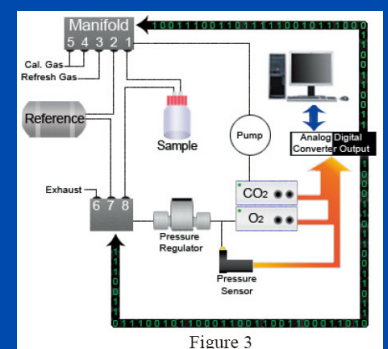 Manifold
5 4 3 2 1
Cal. Gas
Refresh Gas
Reference
Sample
Pump
Analog Digital
Converter Output
CO2
O2
Exhaust
6 7 8
Pressure
Regulator
Pressure
Sensor
Figure 3